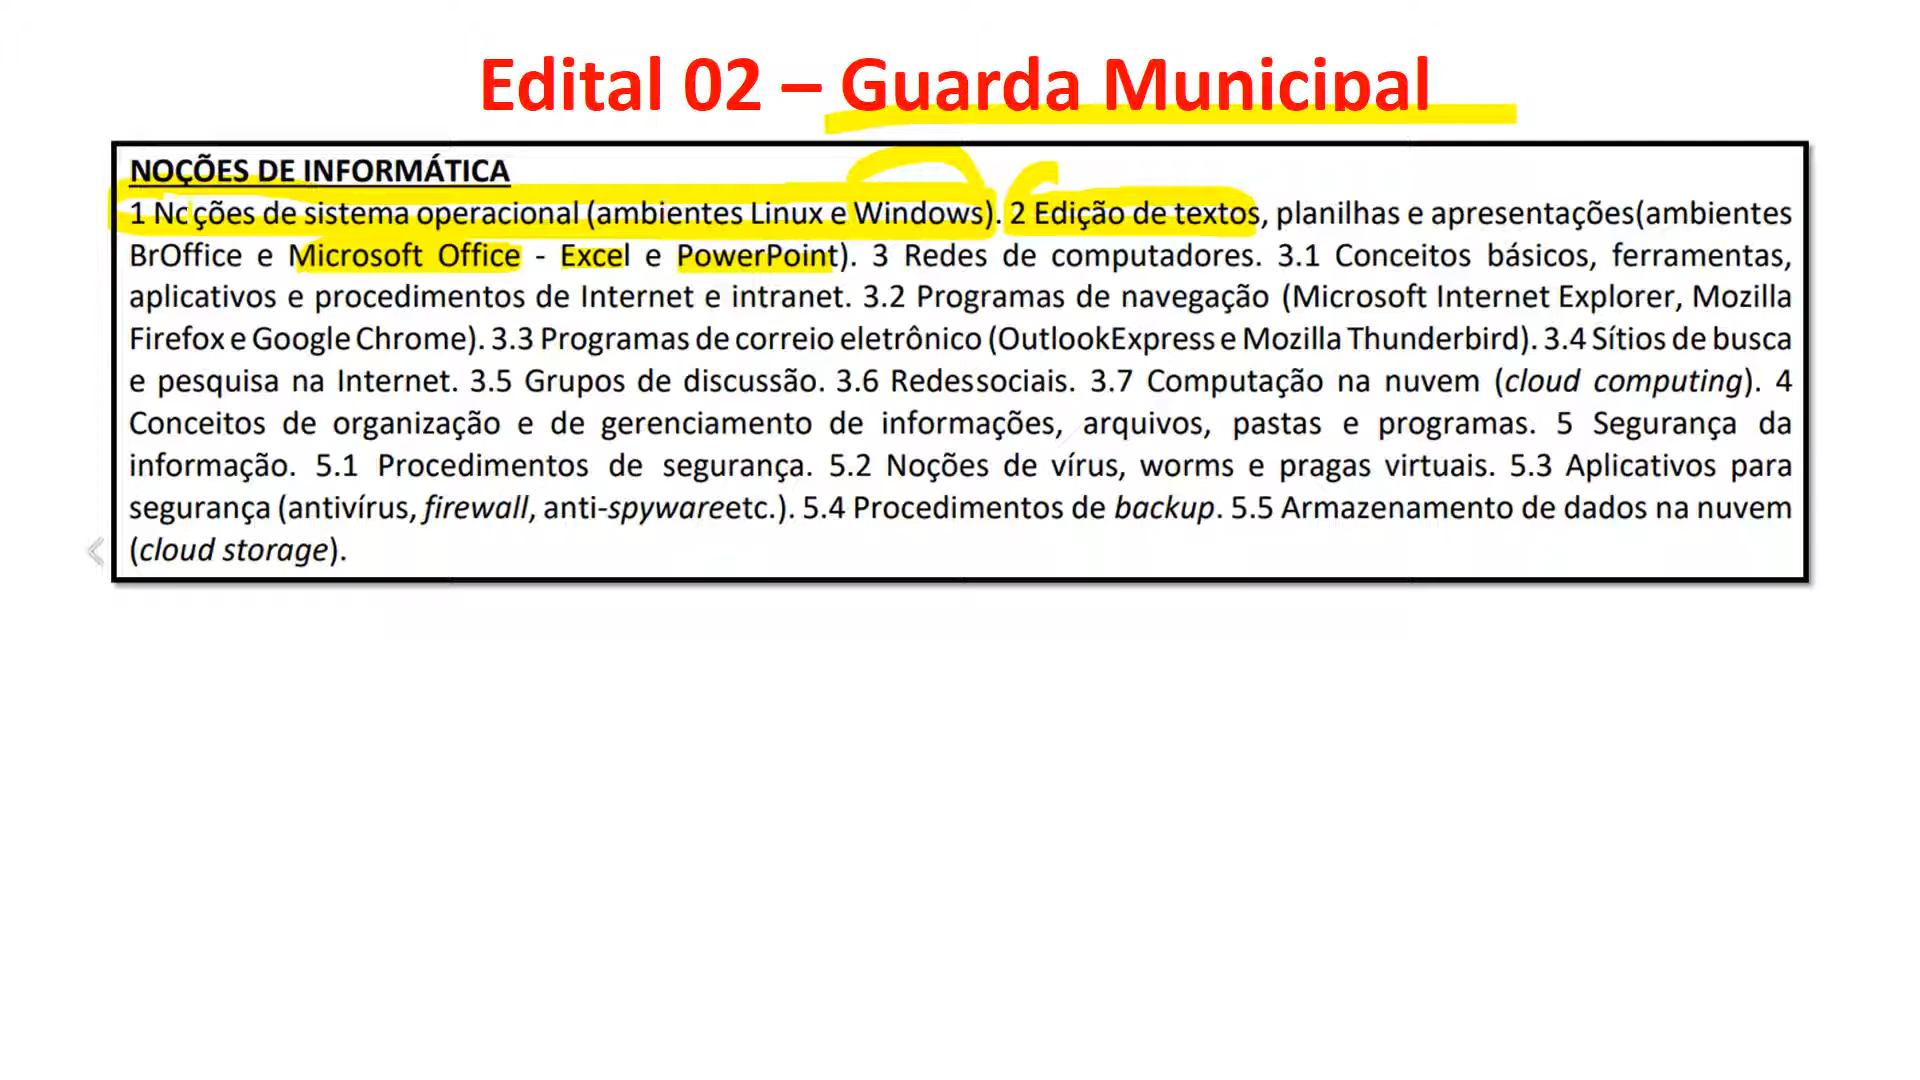 Edital 02 – Guarda Municipal
NOÇÕES DE INFORMÁTICA
1 Noções de sistema operacional (ambientes Linux e Windows). 2 Edição de textos, planilhas e apresentações(ambientes
BrOffice e Microsoft Office - Excel e PowerPoint). 3 Redes de computadores. 3.1 Conceitos básicos, ferramentas,
aplicativos e procedimentos de Internet e intranet. 3.2 Programas de navegação (Microsoft Internet Explorer, Mozilla
Firefox e Google Chrome). 3.3 Programas de correio eletrônico (OutlookExpress e Mozilla Thunderbird). 3.4 Sítios de busca
e pesquisa na Internet. 3.5 Grupos de discussão. 3.6 Redessociais. 3.7 Computação na nuvem (cloud computing). 4
Conceitos de organização e de gerenciamento de informações, arquivos, pastas e programas. 5 Segurança da
informação. 5.1 Procedimentos de segurança. 5.2 Noções de vírus, worms e pragas virtuais. 5.3 Aplicativos para
segurança (antivírus, firewall, anti-spywareetc.). 5.4 Procedimentos de backup. 5.5 Armazenamento de dados na nuvem
(cloud storage).